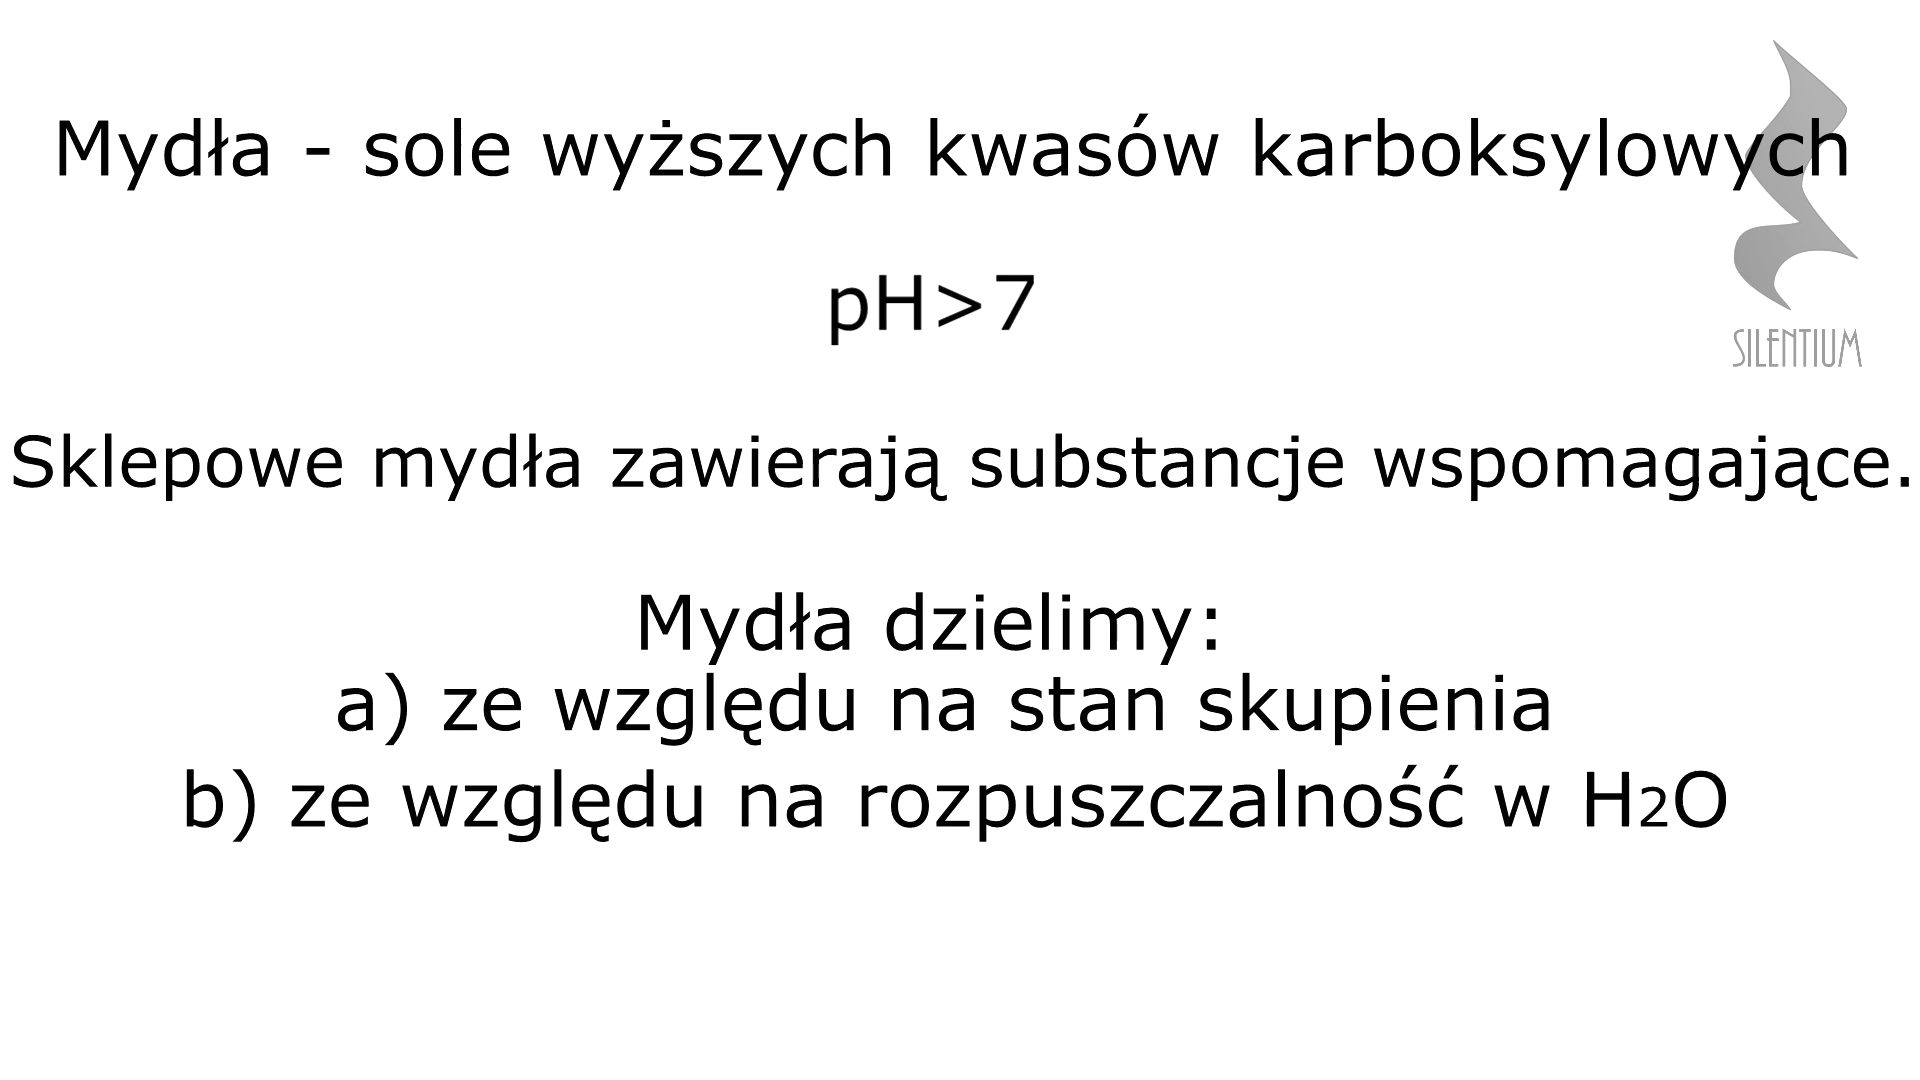 Mydła - sole wyższych kwasów karboksylowych
pH>7
SILENTIUM
Sklepowe mydła zawierają substancje wspomagające.
Mydła dzielimy:
a) ze względu na stan skupienia
b) ze względu na rozpuszczalność w H2O